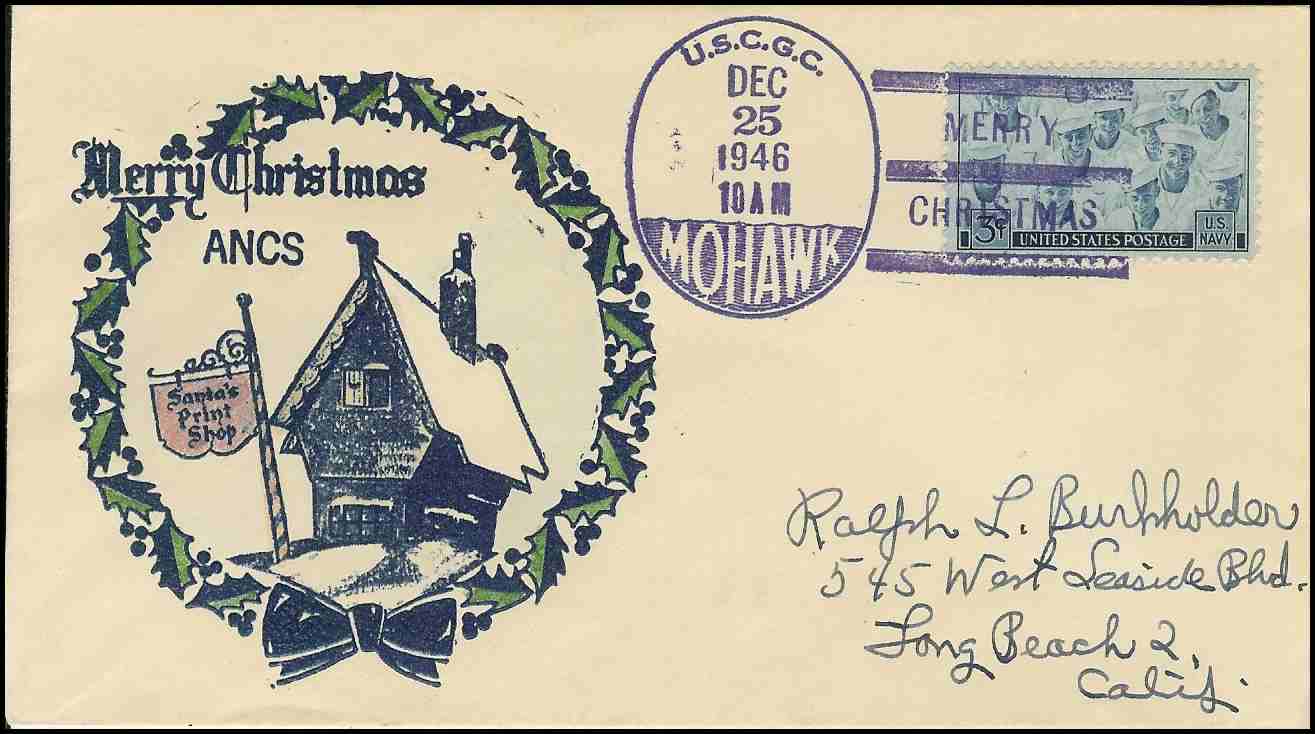 Merry Christmas
ANCS
Santa's
Print
Shop
U.S.C.G.C.
DEC
25
1946
10 AM
MOHAWK
MERRY
CHRISTMAS
3¢
UNITED STATES POSTAGE
U.S.
NAVY
Ralph L. Burkholder
545 West Seaside Blvd.
Long Beach 2,
Calif.